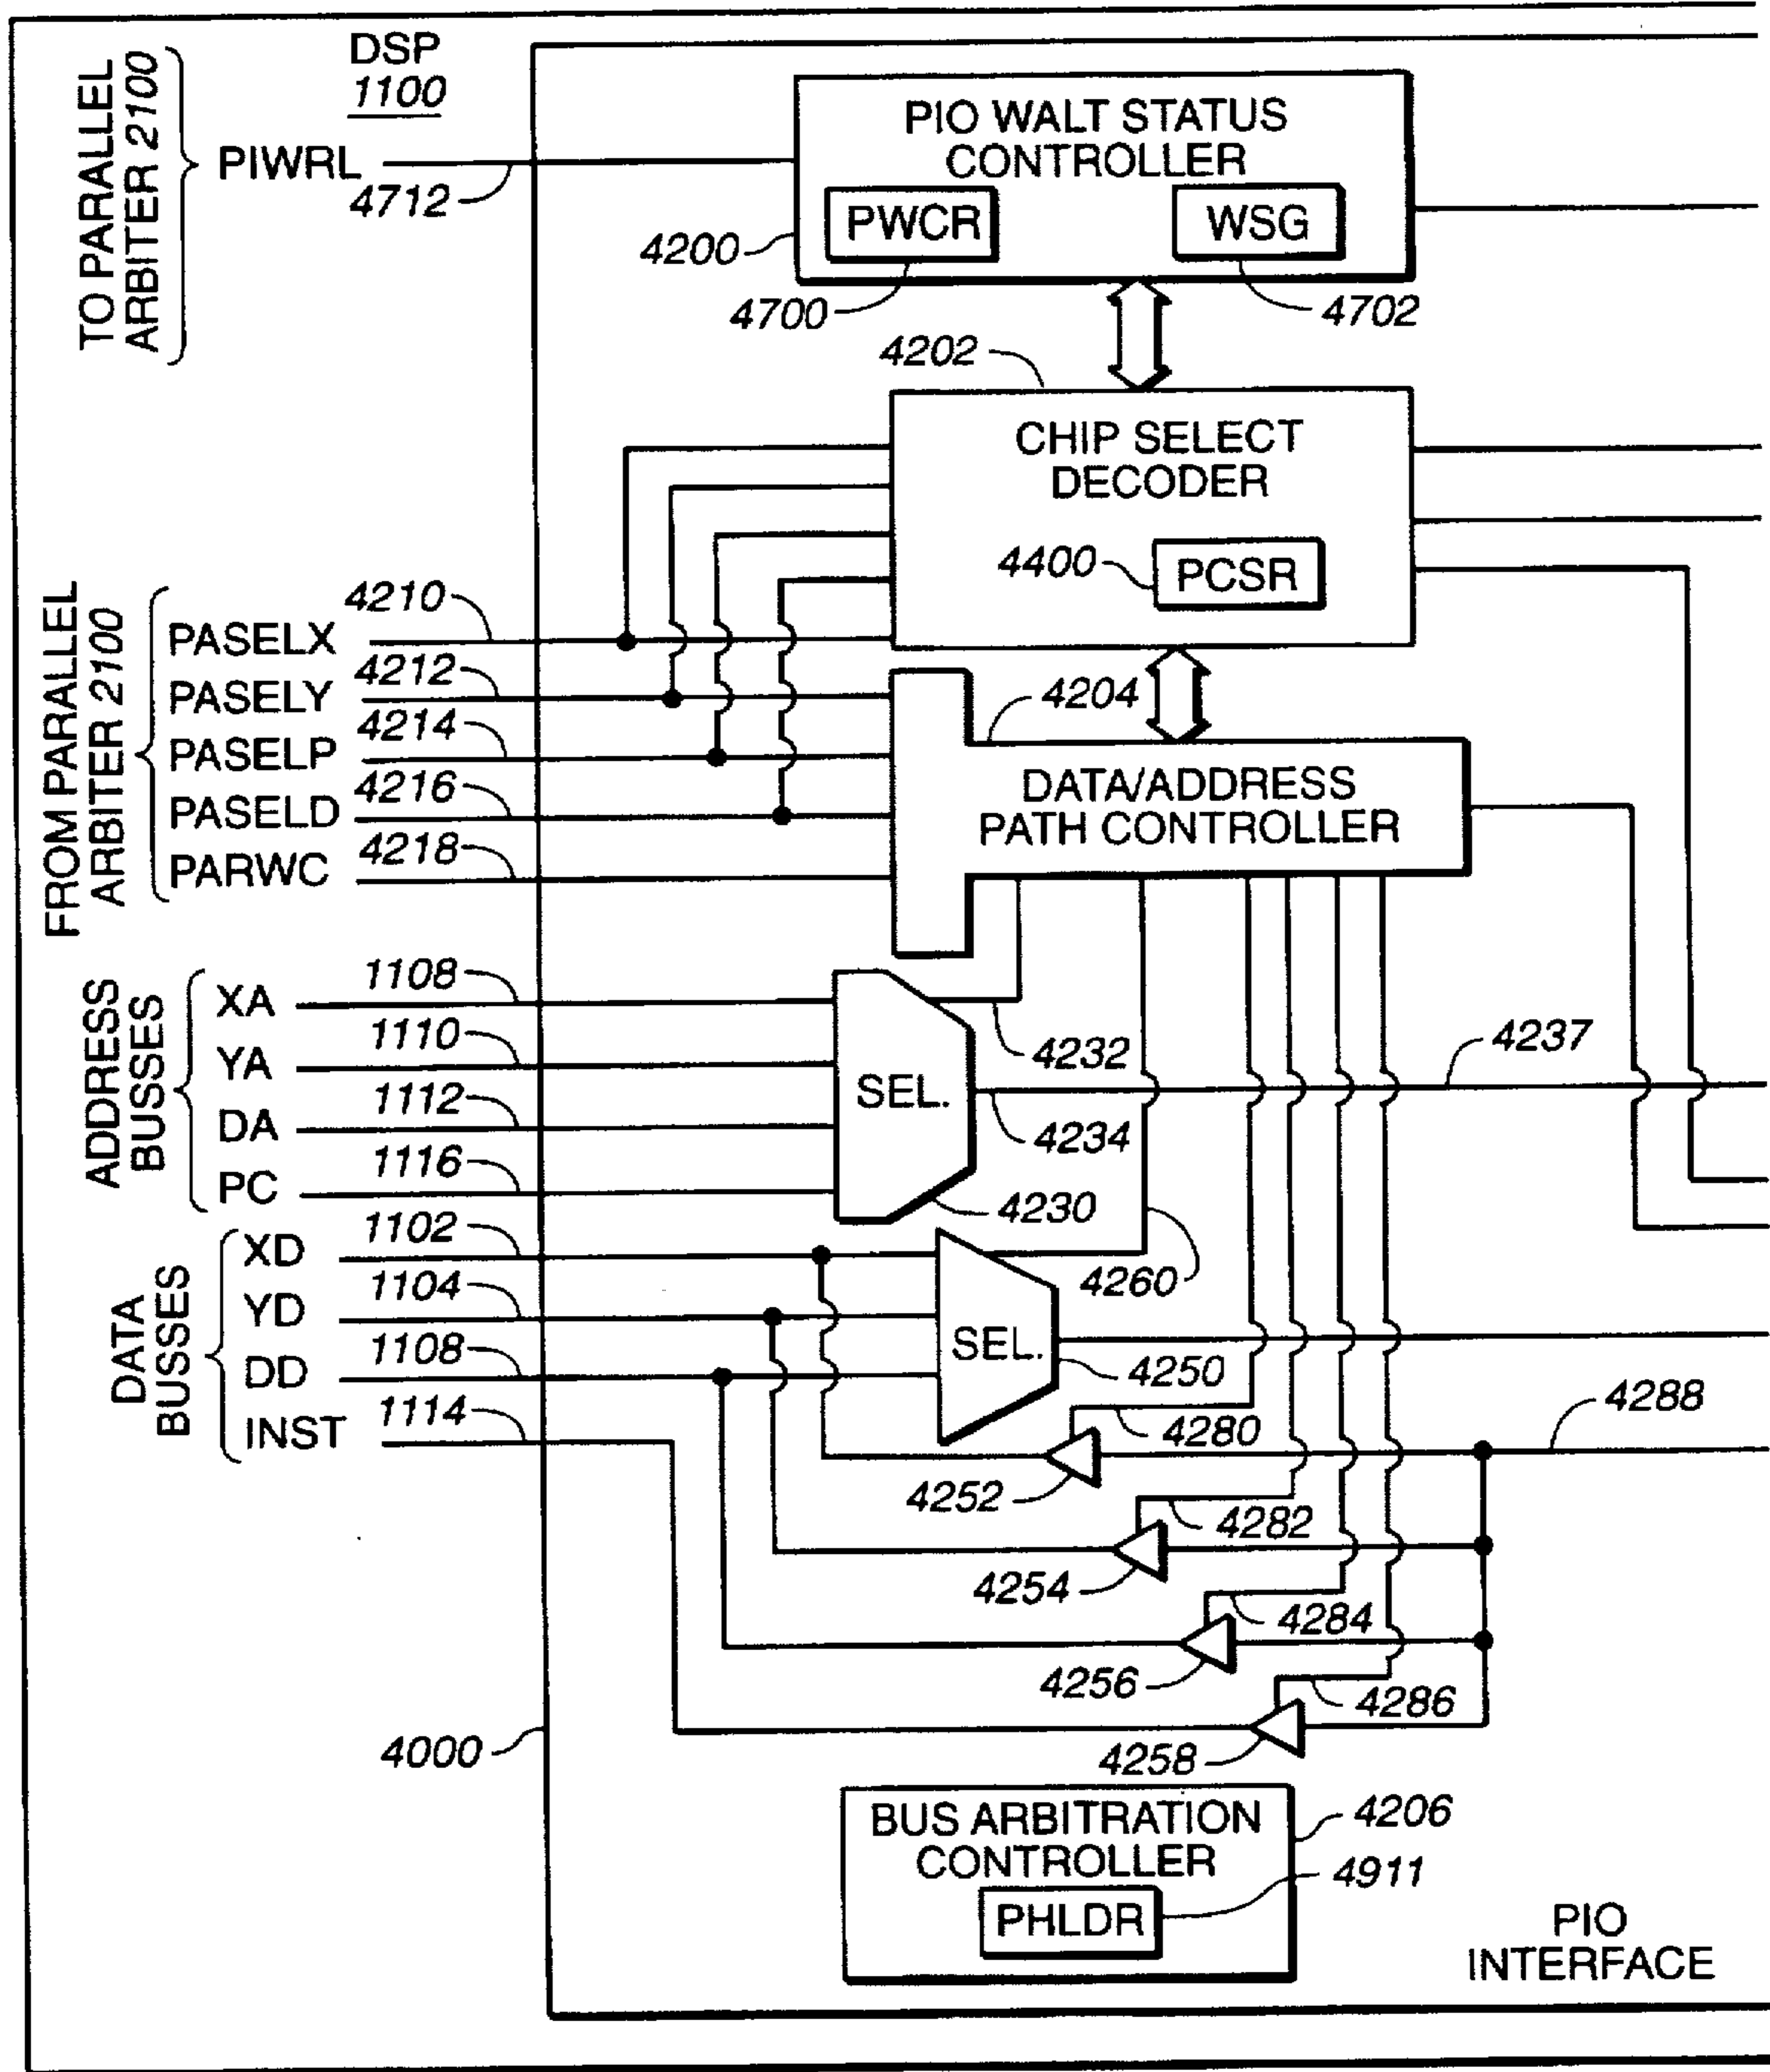 DSP
1100
TO PARALLEL
ARBITER 2100
PIWRL
4712
PIO WALT STATUS
CONTROLLER
PWCR
WSG
4200
4700
4702
4202
CHIP SELECT
DECODER
4400
PCSR
FROM PARALLEL
ARBITER 2100
PASELX
4210
PASELY
4212
PASELP
4214
PASELD
4216
PARWC
4218
4204
DATA/ADDRESS
PATH CONTROLLER
ADDRESS
BUSSES
XA
1108
YA
1110
DA
1112
PC
1116
SEL.
4232
4237
4234
4230
DATA
BUSSES
XD
1102
YD
1104
DD
1108
INST
1114
4260
SEL.
4250
4280
4288
4252
4282
4254
4284
4256
4286
4258
4000
BUS ARBITRATION
CONTROLLER
4206
4911
PHLDR
PIO
INTERFACE